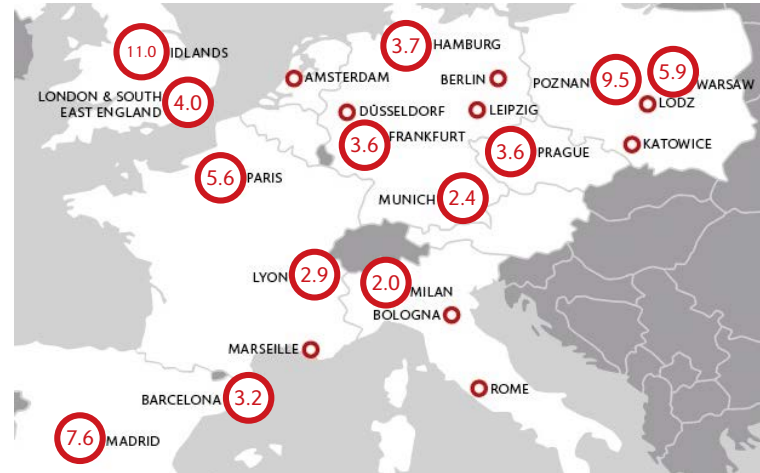 11.0 IDLANDS
LONDON & SOUTH
EAST ENGLAND 4.0
3.7 HAMBURG
AMSTERDAM
BERLIN
POZNAN 9.5
5.9 WARSAW
LODZ
DÜSSELDORF
LEIPZIG
FRANKFURT
3.6
3.6 PRAGUE
KATOWICE
5.6 PARIS
MUNICH 2.4
LYON 2.9
2.0 MILAN
BOLOGNA
MARSEILLE
ROME
BARCELONA 3.2
7.6 MADRID